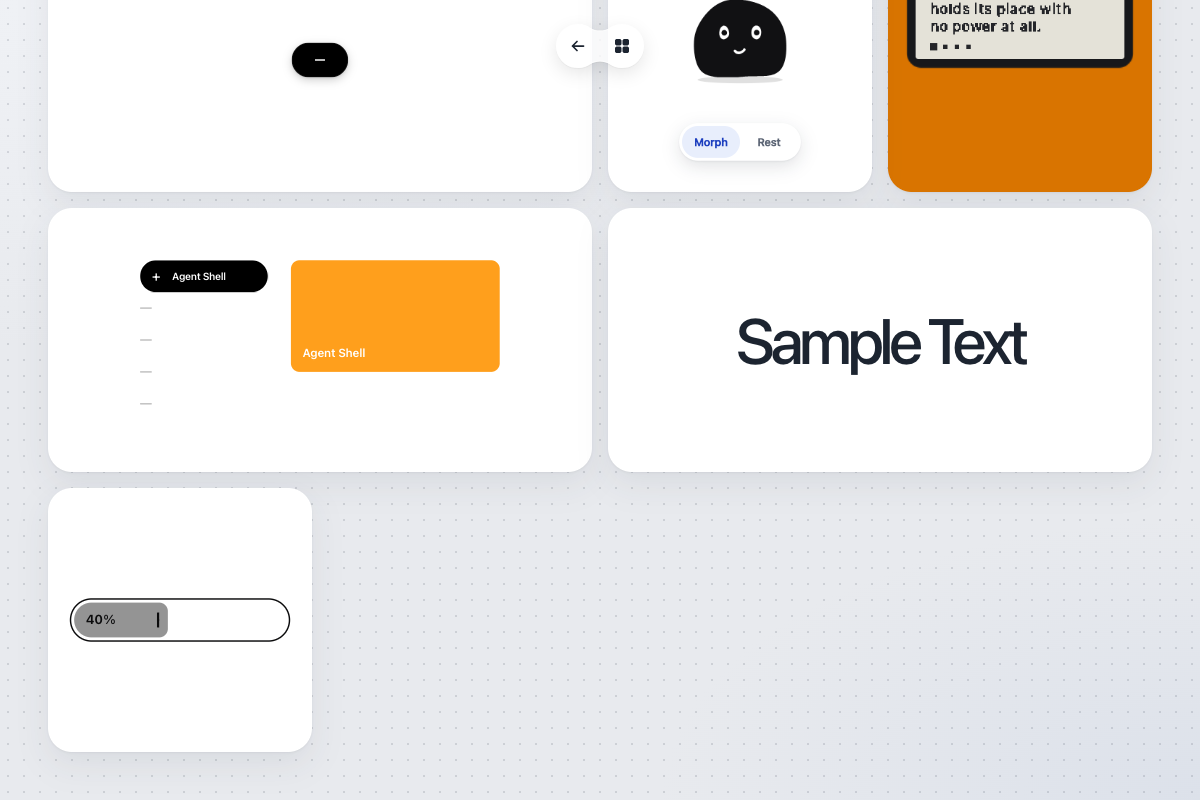 holds its place with
no power at all.
Morph
Rest
Agent Shell
Agent Shell
Sample Text
40%